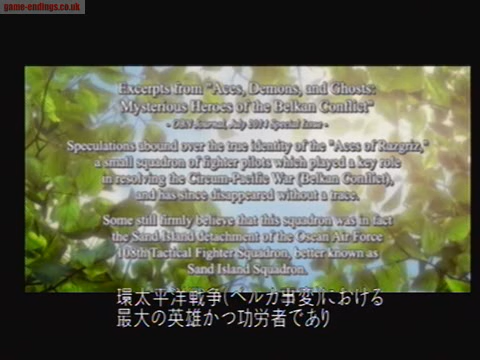 game-endings.co.uk
Excerpts from "Aces, Demons, and Ghosts:
Mysterious Heroes of the Belkan Conflict"
- OBN Journal, July 2014 Special Issue -
Speculations abound over the true identity of the "Aces of Razgriz,"
a small squadron of fighter pilots which played a key role
in resolving the Circum-Pacific War (Belkan Conflict),
and has since disappeared without a trace.
Some still firmly believe that this squadron was in fact
the Sand Island detachment of the Osean Air Force
108th Tactical Fighter Squadron, better known as
Sand Island Squadron.
環太平洋戦争(ベルカ事変)における
最大の英雄かつ功労者であり